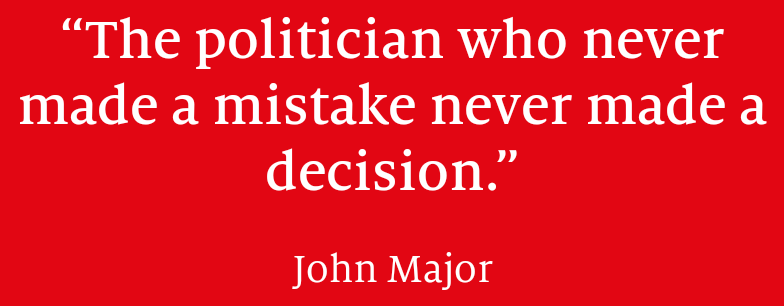 “The politician who never
made a mistake never made a
decision.”
John Major